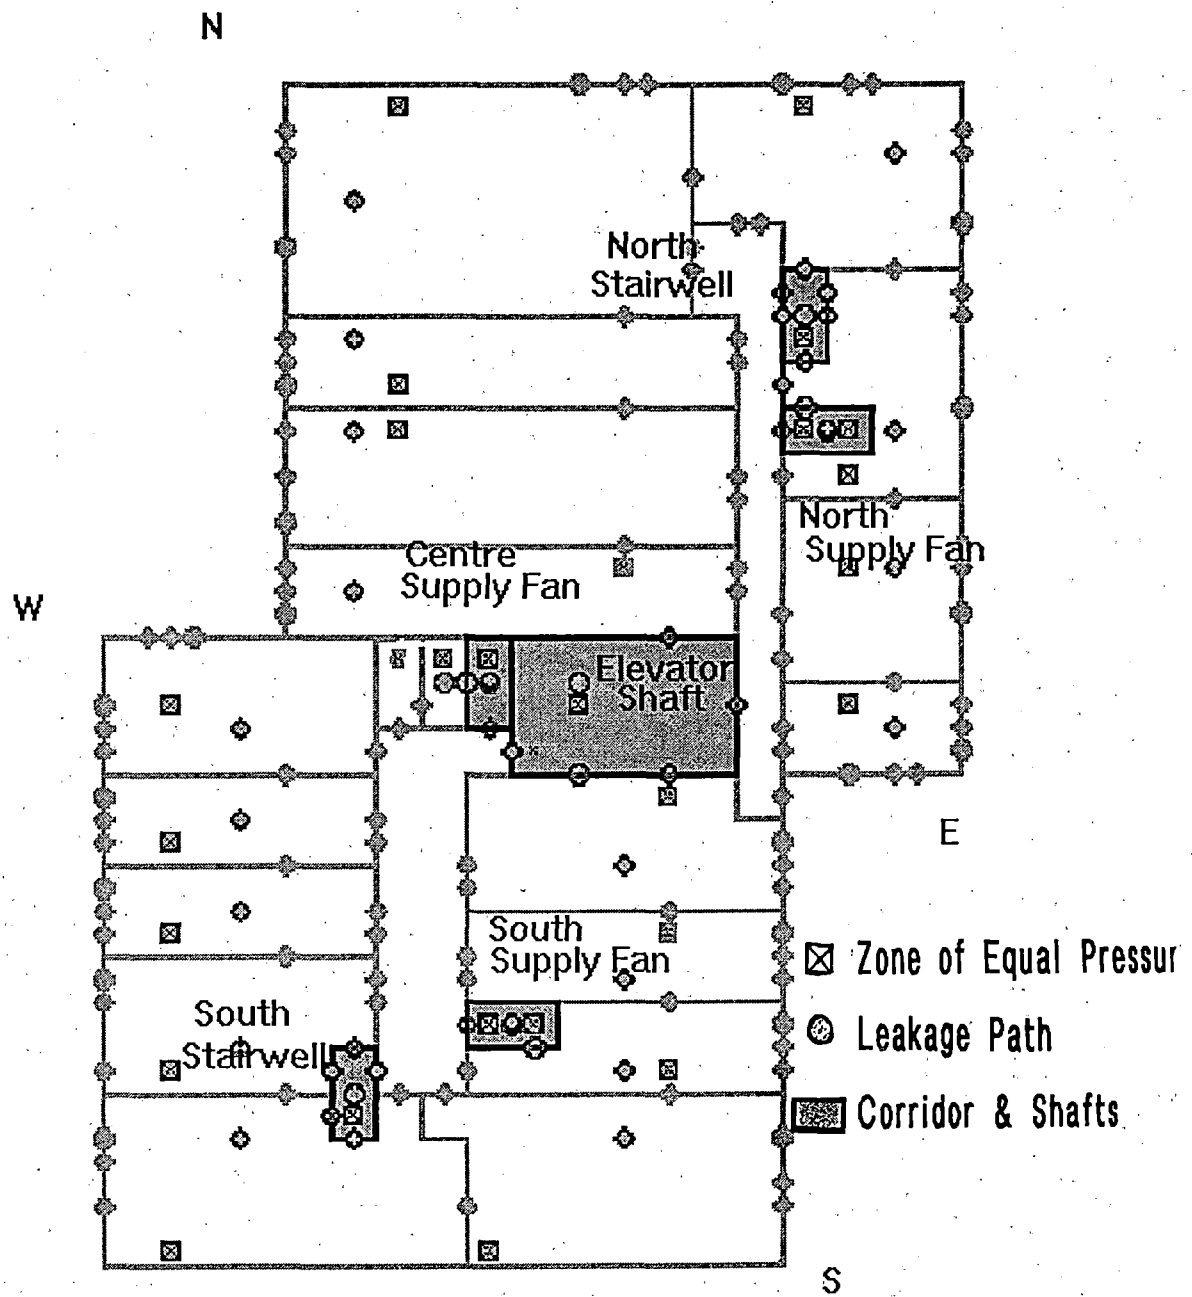 N
North
Stairwell
North
Supply Fan
Centre
Supply Fan
W
Elevator
Shaft
E
South
Supply Fan
Zone of Equal Pressur
South
Stairwell
Leakage Path
Corridor & Shafts
S